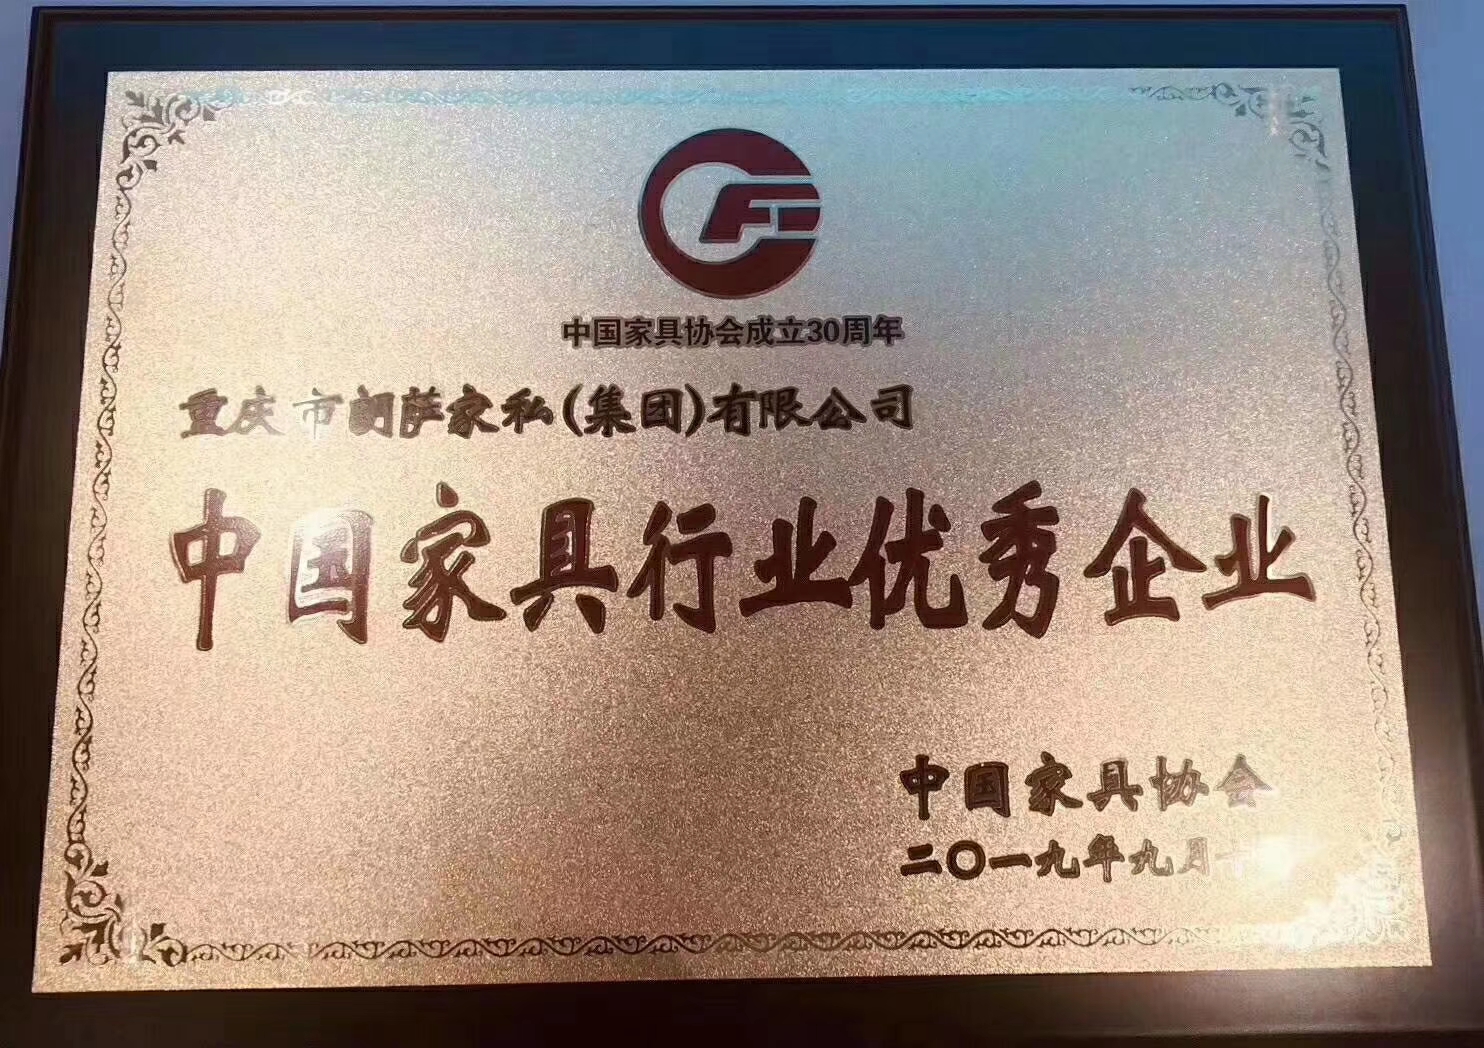 中国家具协会成立30周年
重庆市朗萨家私(集团)有限公司
中国家具行业优秀企业
中国家具协会
二〇一九年九月十